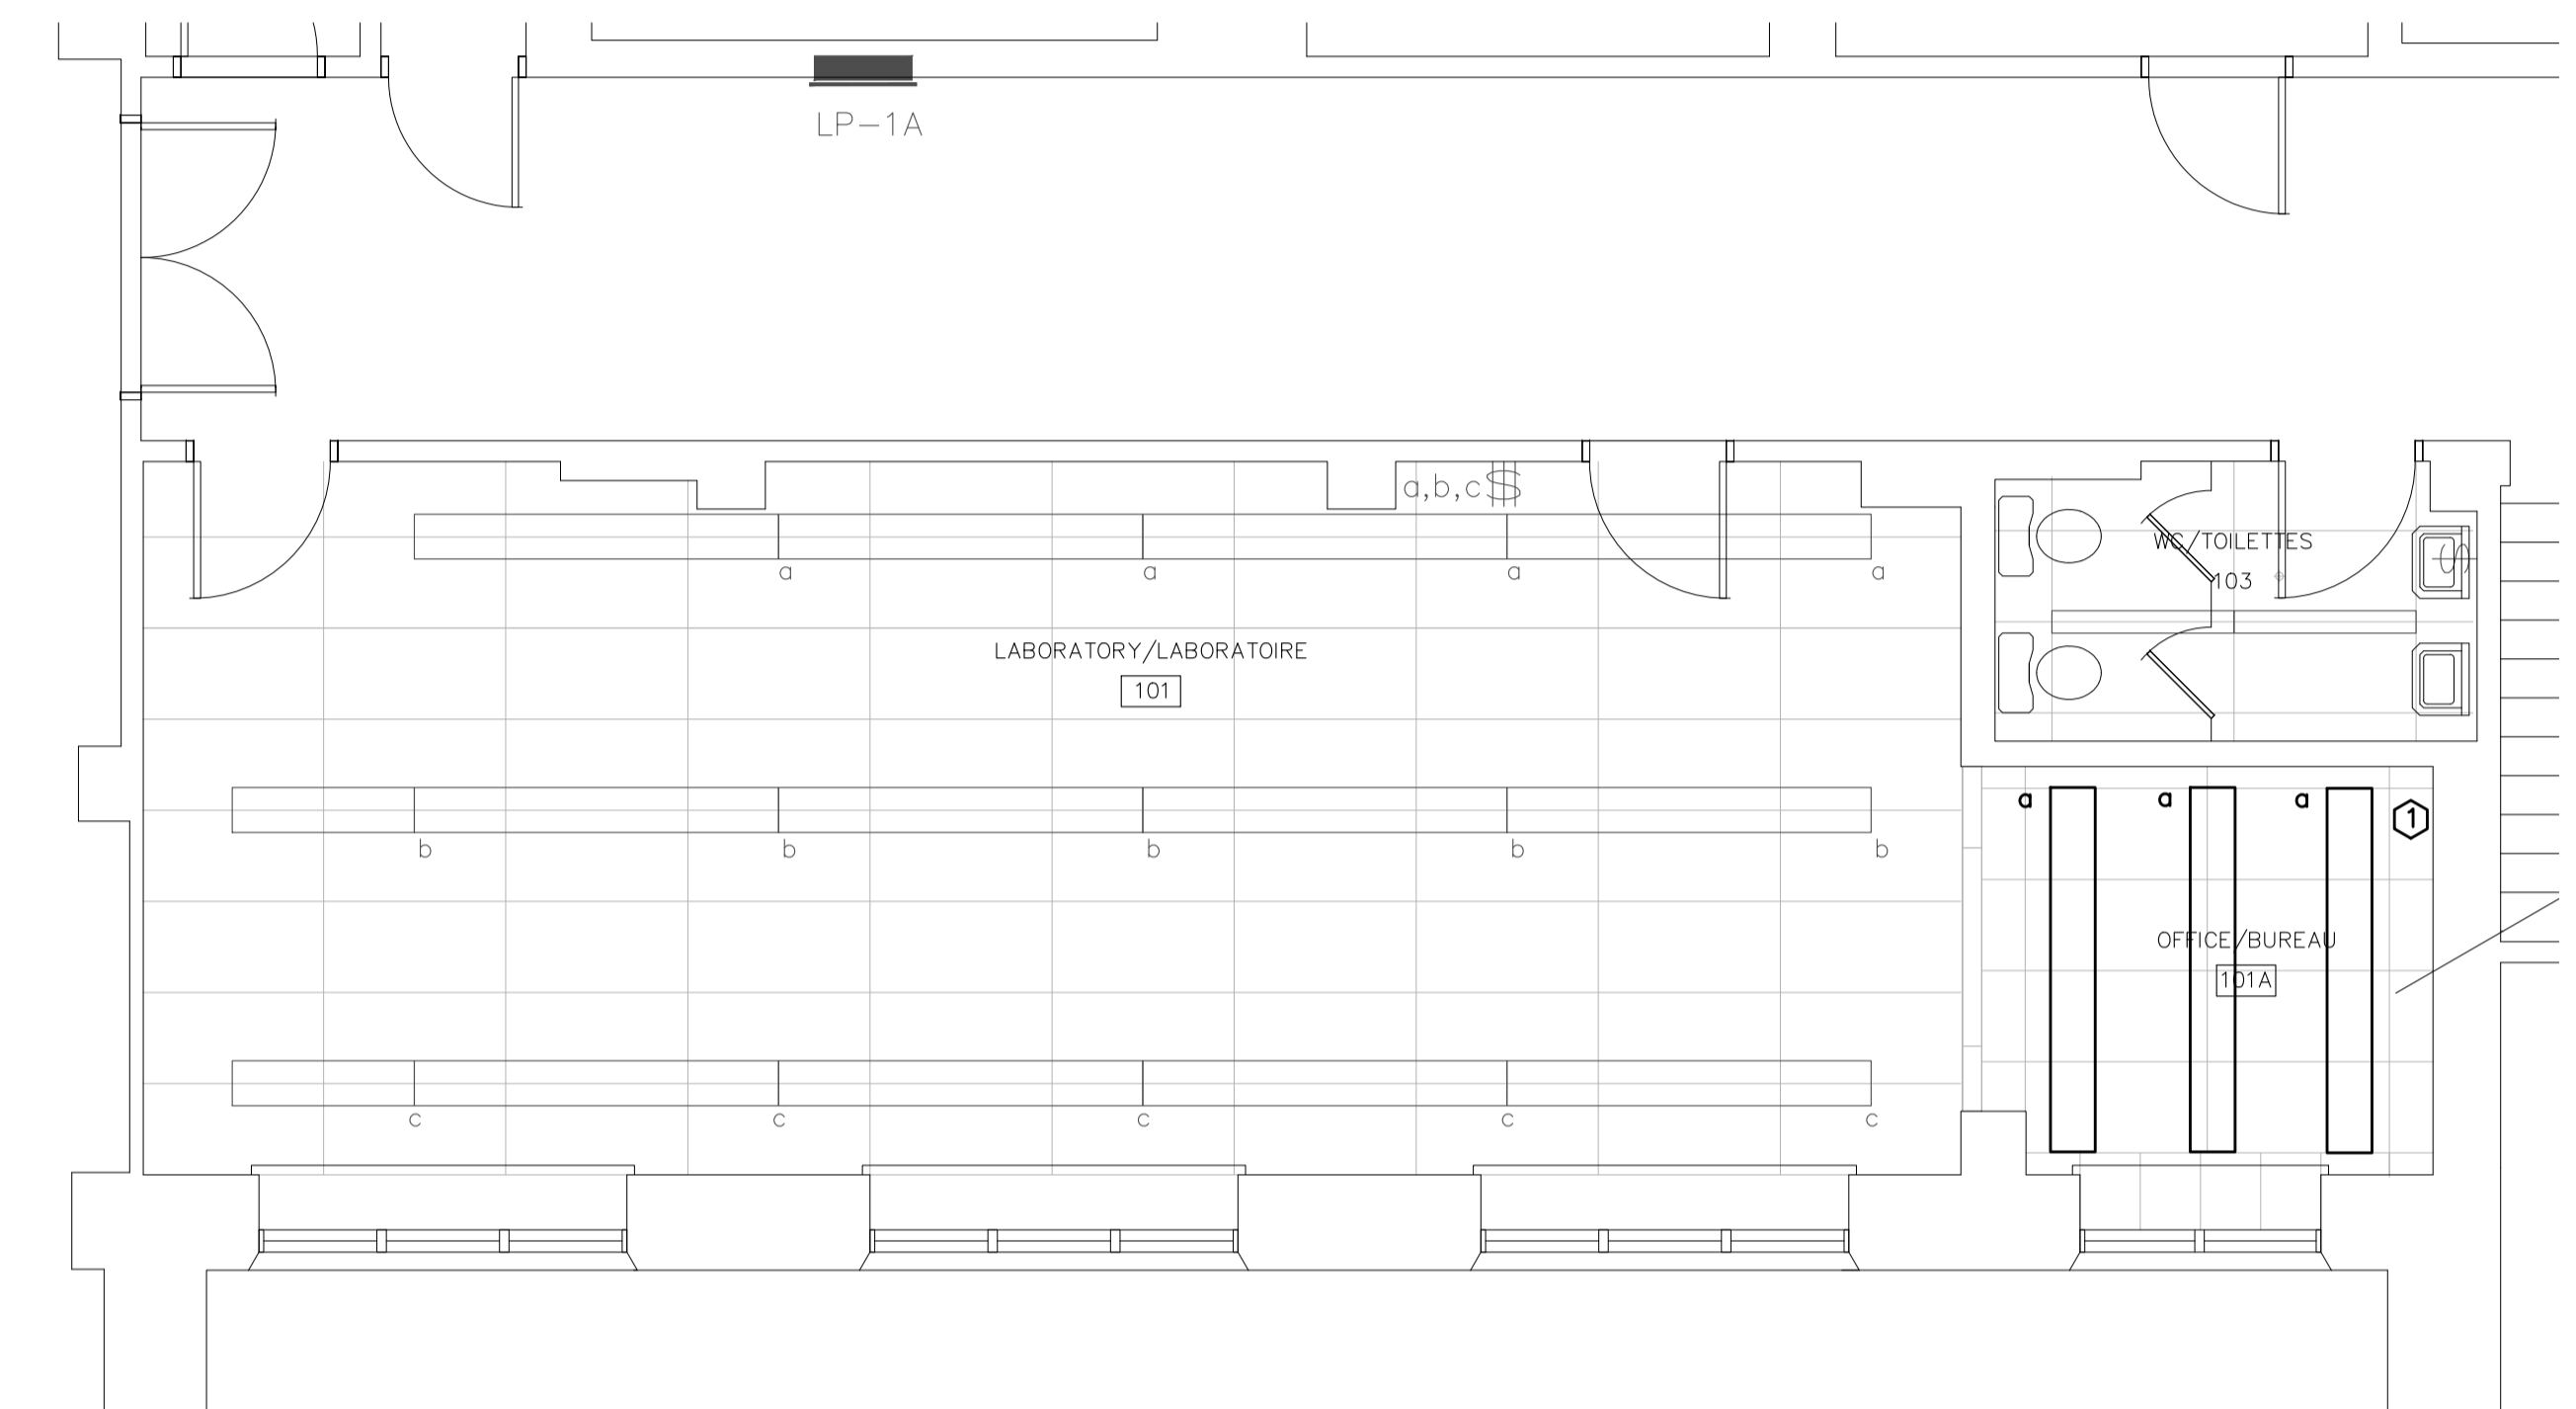 LP-1A
a,b,c $
a a a a
WC/TOILETTES
103
$
LABORATORY/LABORATOIRE
101
a a a
1
b b b b b
OFFICE/BUREAU
101A
c c c c c